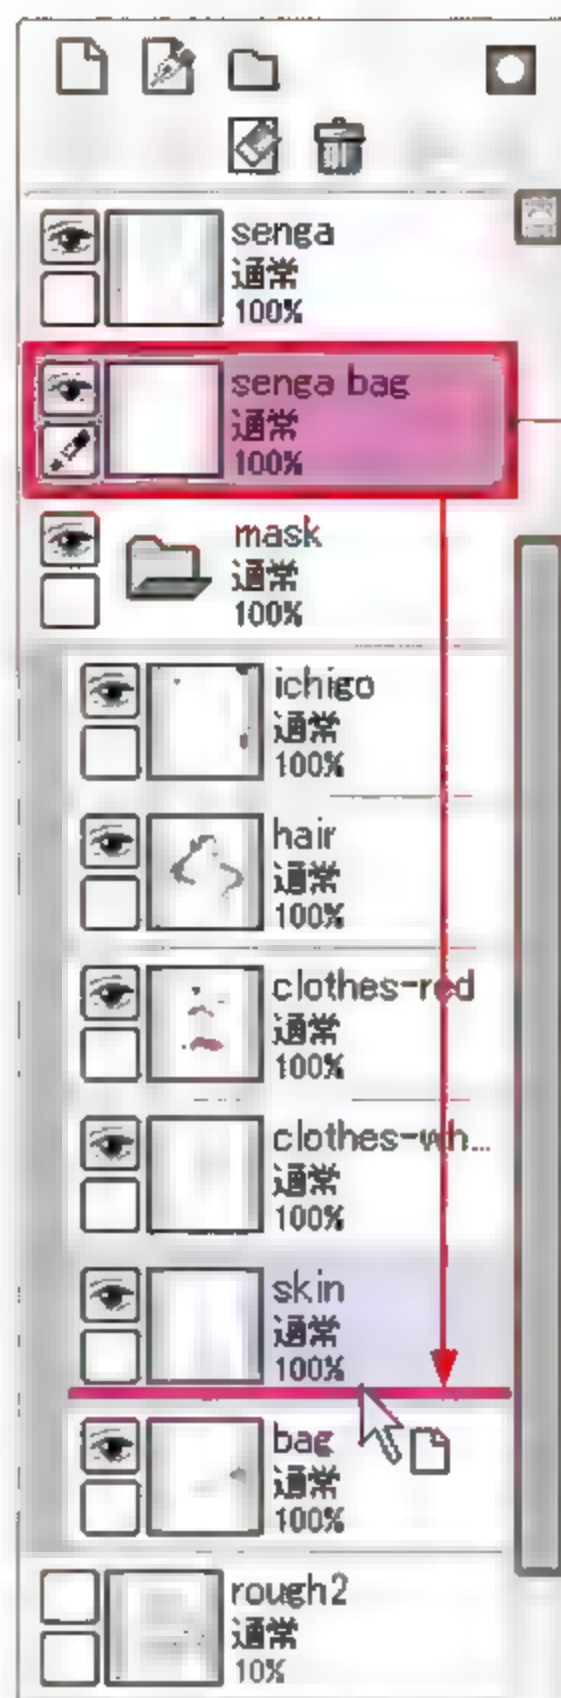 senga
通常
100%
senga bag
通常
100%
mask
通常
100%
ichigo
通常
100%
hair
通常
100%
clothes-red
通常
100%
clothes-wh...
通常
100%
skin
通常
100%
bag
通常
100%
rough2
通常
10%